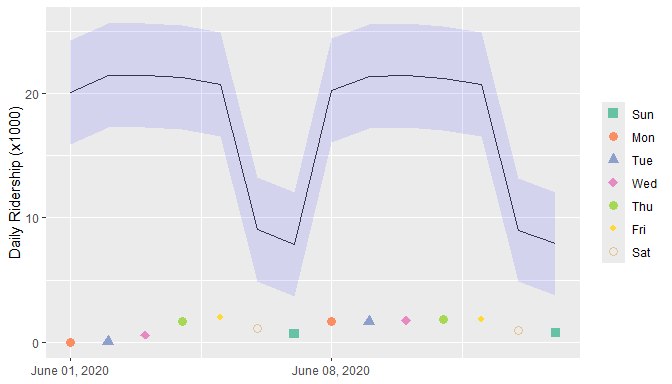 Daily Ridership (x1000)
20
10
0
June 01, 2020
June 08, 2020
Sun
Mon
Tue
Wed
Thu
Fri
Sat